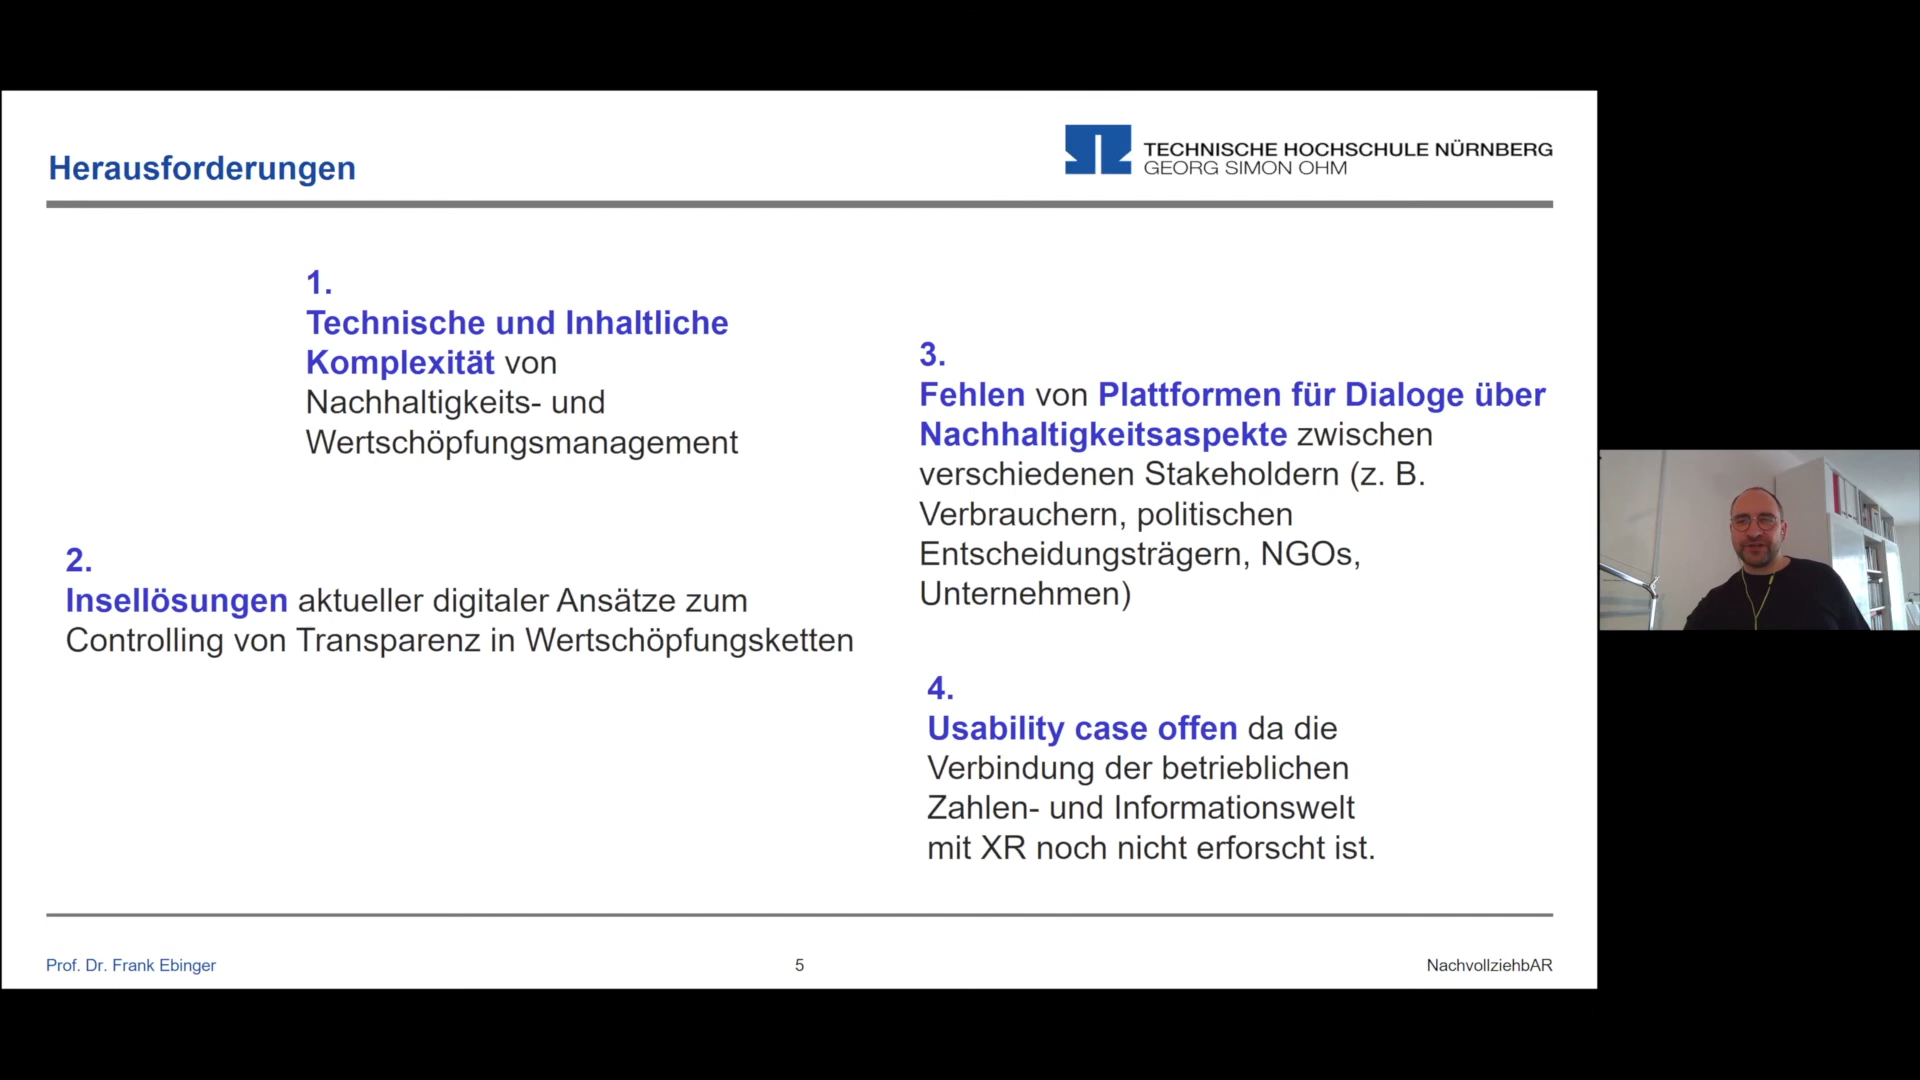 Herausforderungen
TECHNISCHE HOCHSCHULE NÜRNBERG
GEORG SIMON OHM
1.
Technische und Inhaltliche
Komplexität von
Nachhaltigkeits- und
Wertschöpfungsmanagement
2.
Insellösungen aktueller digitaler Ansätze zum
Controlling von Transparenz in Wertschöpfungsketten
3.
Fehlen von Plattformen für Dialoge über
Nachhaltigkeitsaspekte zwischen
verschiedenen Stakeholdern (z. B.
Verbrauchern, politischen
Entscheidungsträgern, NGOs,
Unternehmen)
4.
Usability case offen da die
Verbindung der betrieblichen
Zahlen- und Informationswelt
mit XR noch nicht erforscht ist.
Prof. Dr. Frank Ebinger
5
NachvollziehbAR